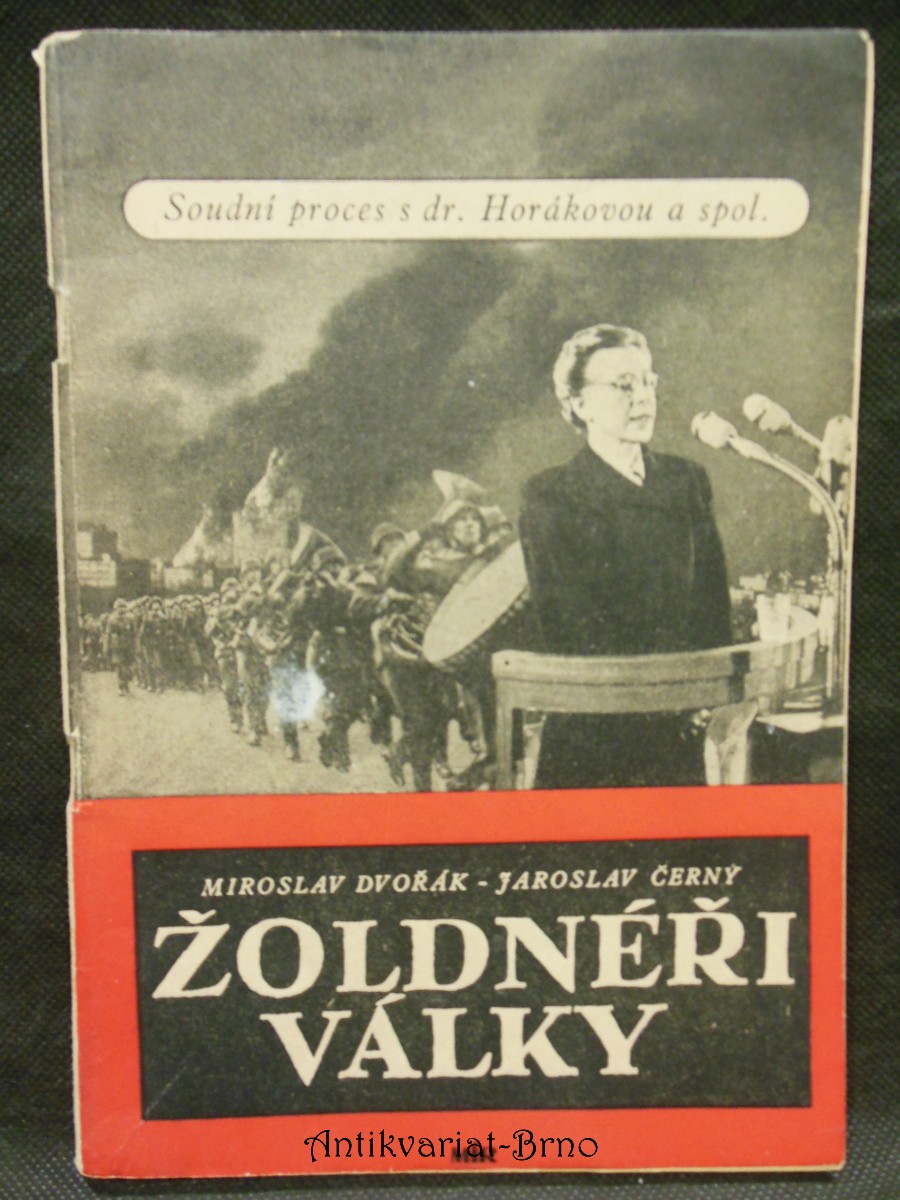 Soudní proces s dr. Horákovou a spol.
MIROSLAV DVOŘÁK - JAROSLAV ČERNÝ
ŽOLDNÉŘI
VÁLKY
Antikvariat-Brno